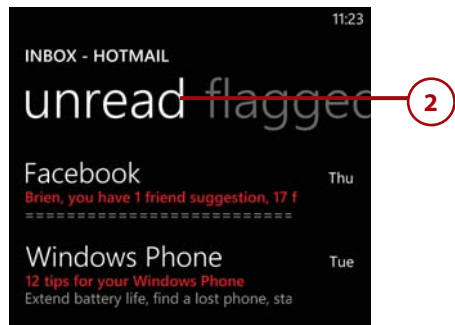 11:23
INBOX - HOTMAIL
unread flagged
2
Facebook Thu
Brien, you have 1 friend suggestion, 17 f
===========================
Windows Phone Tue
12 tips for your Windows Phone
Extend battery life, find a lost phone, sta